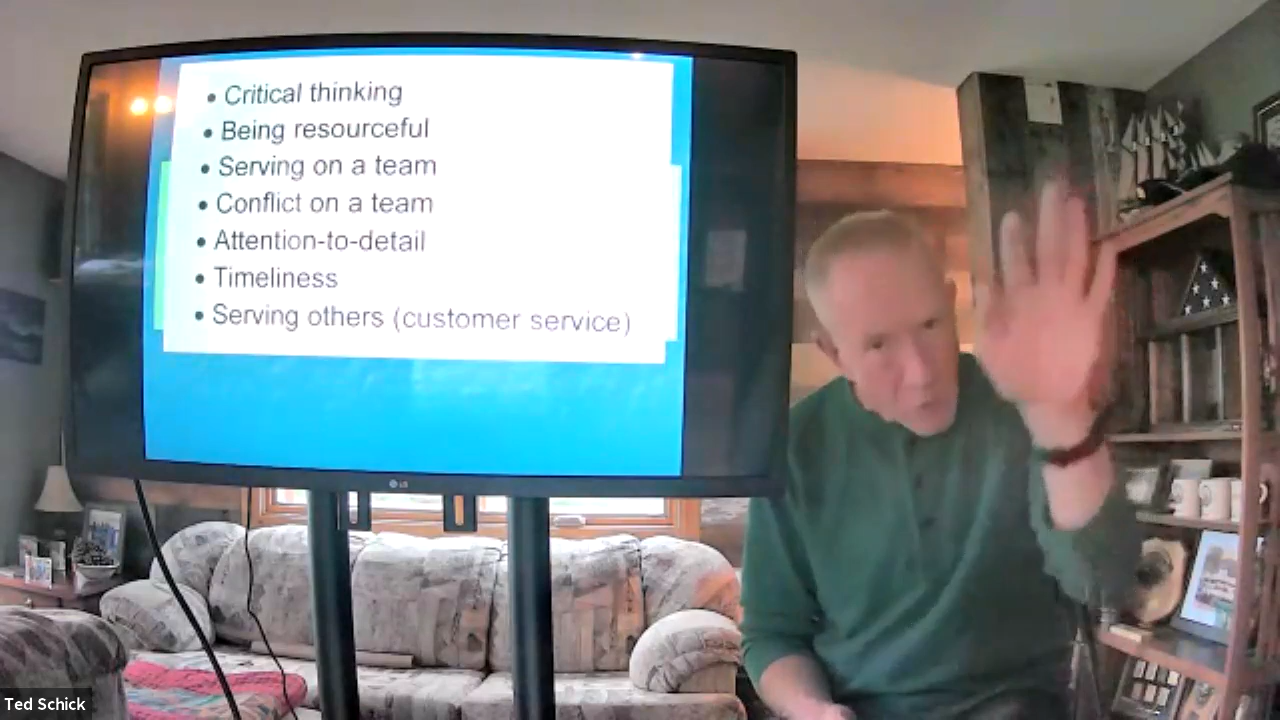 • Critical thinking
• Being resourceful
• Serving on a team
• Conflict on a team
• Attention-to-detail
• Timeliness
• Serving others (customer service)
LG
Ted Schick